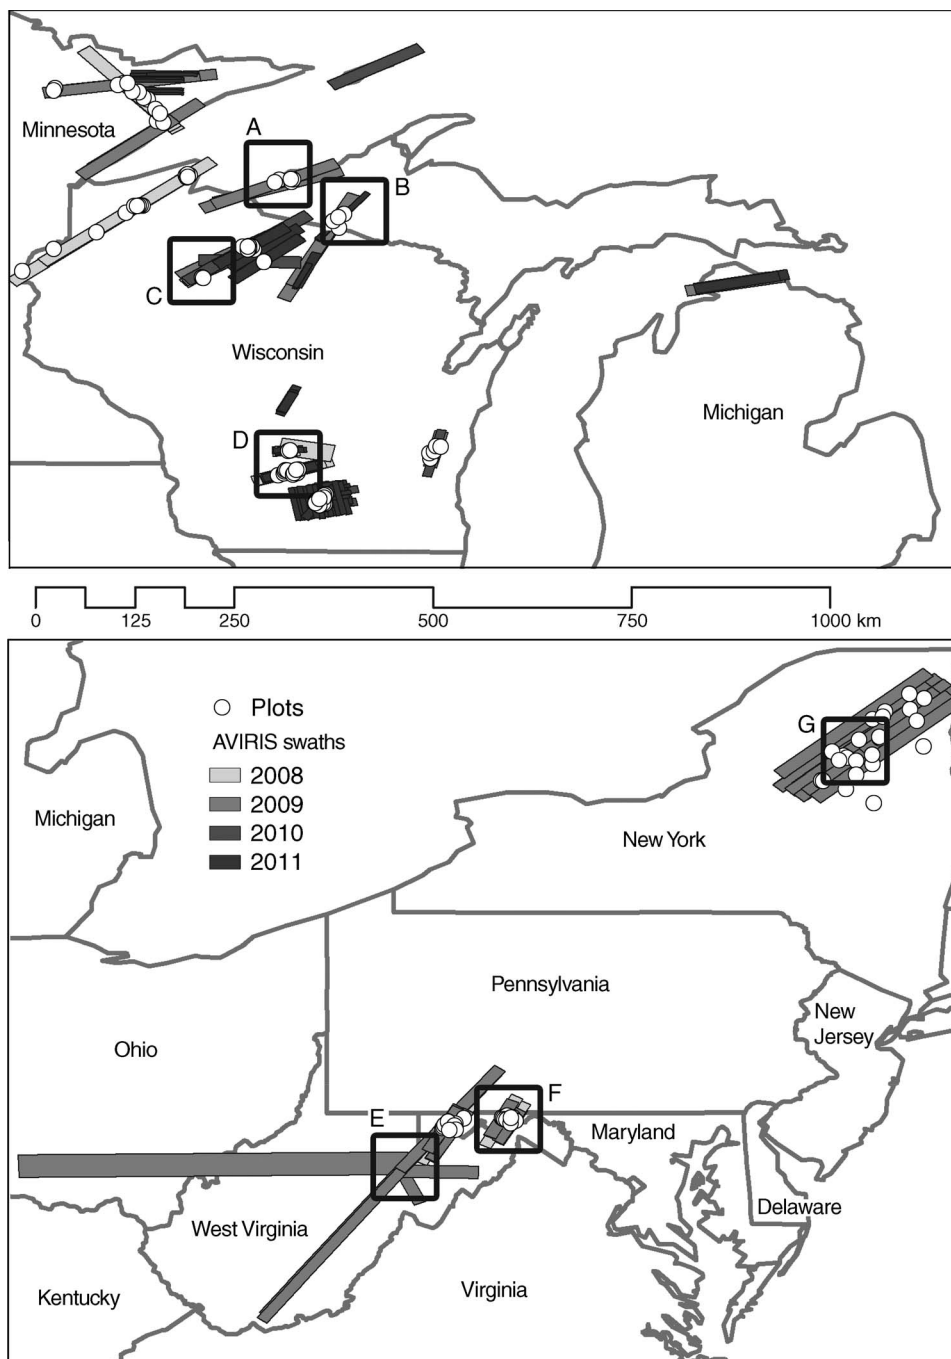 A
Minnesota
B
C
Wisconsin
Michigan
D
0 125 250 500 750 1000 km
Plots
G
AVIRIS swaths
2008
2009
Michigan
2010
New York
2011
Pennsylvania
New
Jersey
Ohio
F
E
Maryland
Delaware
West Virginia
Virginia
Kentucky